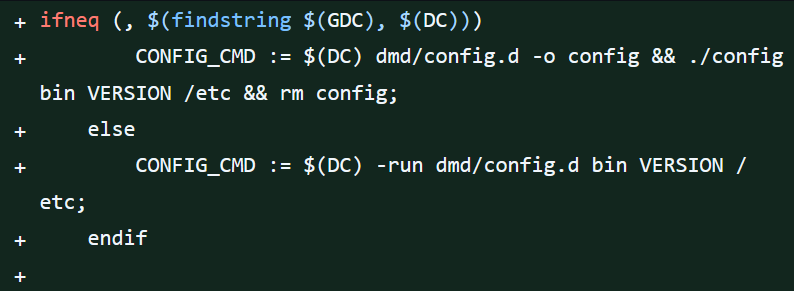 + ifneq (, $(findstring $(GDC), $(DC)))
+         CONFIG_CMD := $(DC) dmd/config.d -o config && ./config
bin VERSION /etc && rm config;
+     else
+         CONFIG_CMD := $(DC) -run dmd/config.d bin VERSION /
etc;
+     endif
+